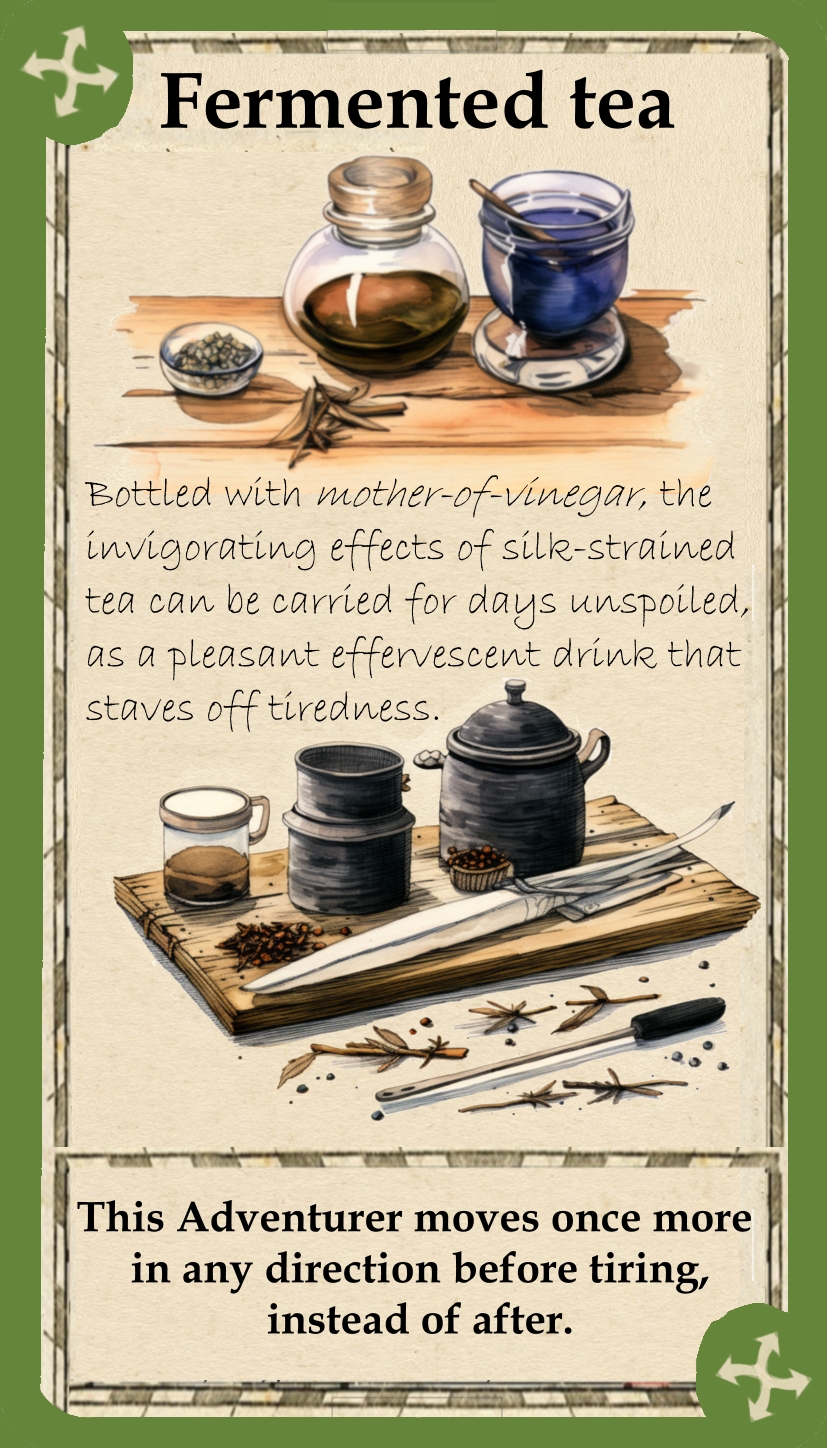 Fermented tea
Bottled with mother-of-vinegar, the
invigorating effects of silk-strained
tea can be carried for days unspoiled,
as a pleasant effervescent drink that
staves off tiredness.
This Adventurer moves once more
in any direction before tiring,
instead of after.